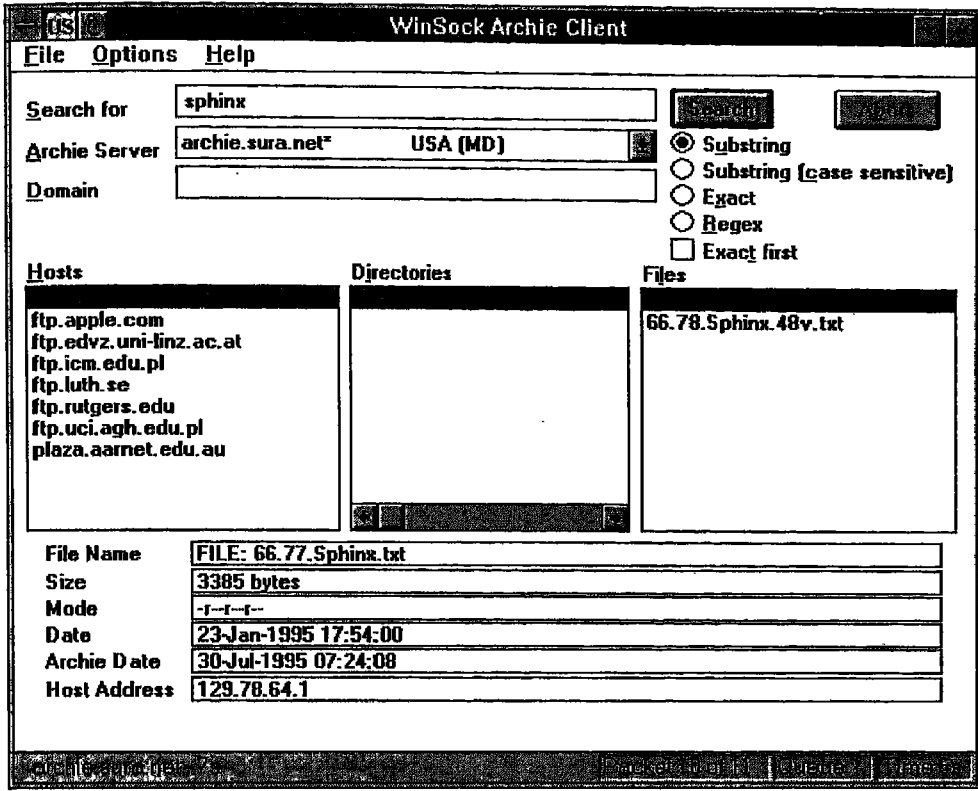 WinSock Archie Client
File Options Help
Search for sphinx
Search
Archie Server archie.sura.net* USA (MD)
Domain
Substring
Substring (case sensitive)
Exact
Regex
Exact first
Hosts Directories Files
ftp.apple.com
ftp.edvz.uni-linz.ac.at
ftp.icm.edu.pl
ftp.luth.se
ftp.rutgers.edu
ftp.uci.agh.edu.pl
plaza.aarnet.edu.au
66.78.Sphinx.48v.txt
File Name FILE: 66.77.Sphinx.txt
Size 3385 bytes
Mode -r--r--r--
Date 23-Jan-1995 17:54:00
Archie Date 30-Jul-1995 07:24:08
Host Address 129.78.64.1